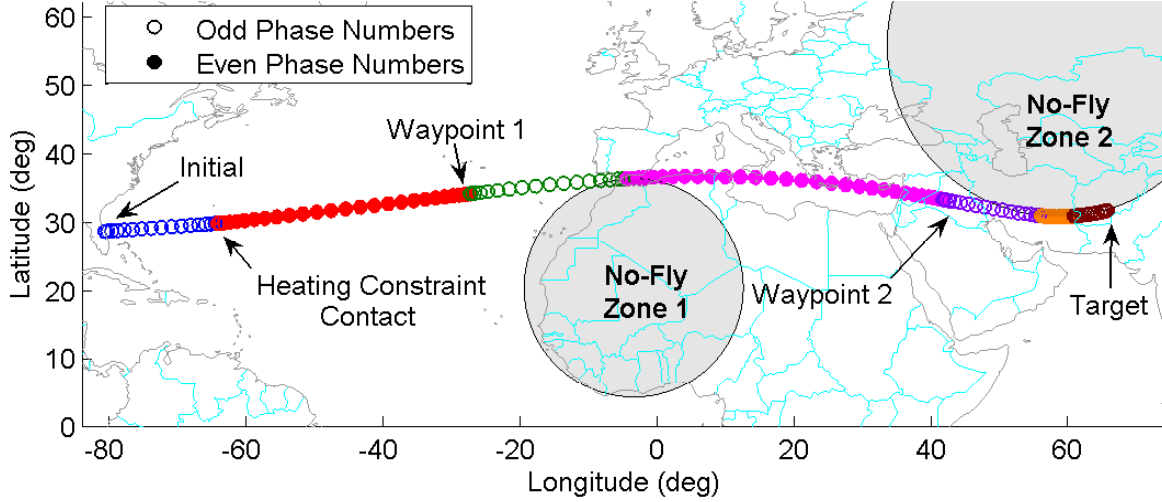 Odd Phase Numbers
Even Phase Numbers
No-Fly
Zone 2
Waypoint 1
Initial
Heating Constraint
Contact
No-Fly
Zone 1
Waypoint 2
Target
Latitude (deg)
60
50
40
30
20
10
0
-80
-60
-40
-20
0
20
40
60
Longitude (deg)